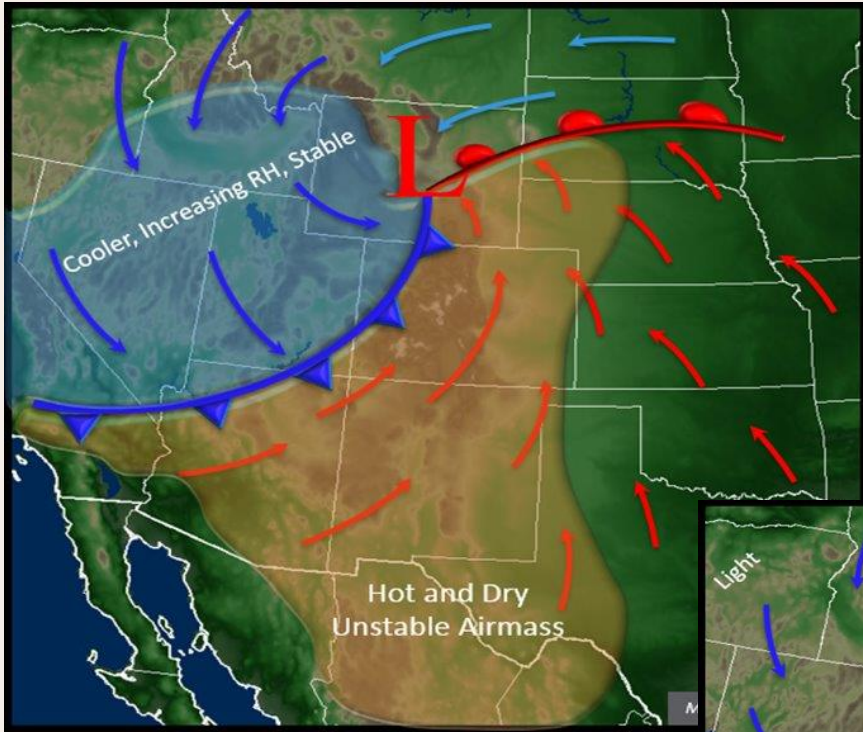 L
Cooler, Increasing RH, Stable
Hot and Dry
Unstable Airmass
Light
M